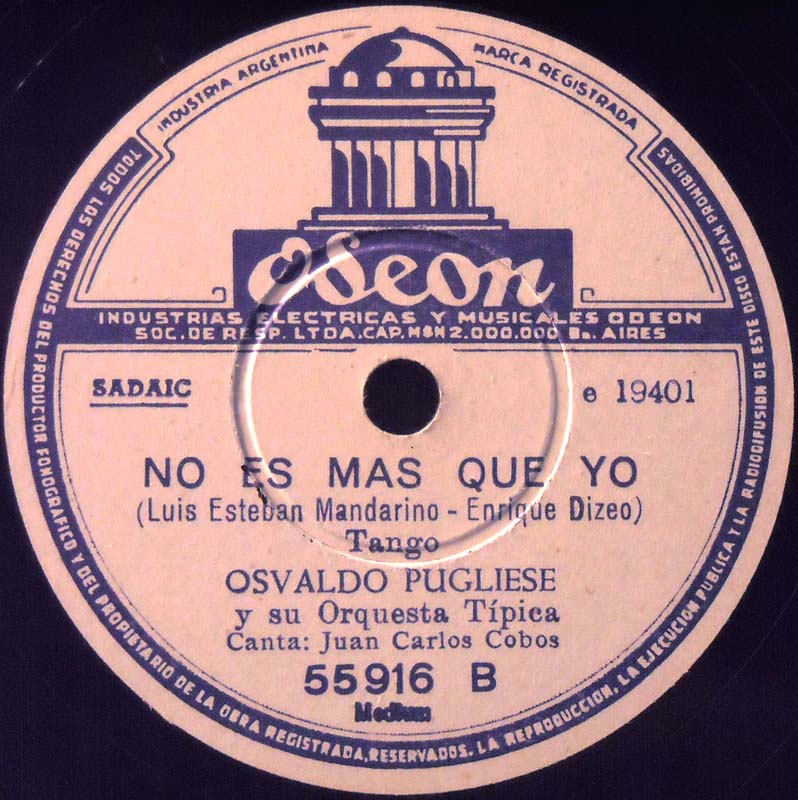 INDUSTRIA ARGENTINA
MARCA REGISTRADA
Odeon
INDUSTRIAS ELECTRICAS Y MUSICALES ODEON
SOC. DE RESP. LTDA. CAP. M$N 2.000.000 Bs. AIRES
SADAIC
e 19401
NO ES MAS QUE YO
(Luis Esteban Mandarino - Enrique Dizeo)
Tango
OSVALDO PUGLIESE
y su Orquesta Típica
Canta: Juan Carlos Cobos
55916 B
Medium
TODOS LOS DERECHOS DEL PRODUCTOR FONOGRAFICO Y DEL PROPIETARIO DE LA OBRA REGISTRADA, RESERVADOS. LA REPRODUCCION, LA EJECUCION PUBLICA Y LA RADIODIFUSION DE ESTE DISCO ESTAN PROHIBIDAS